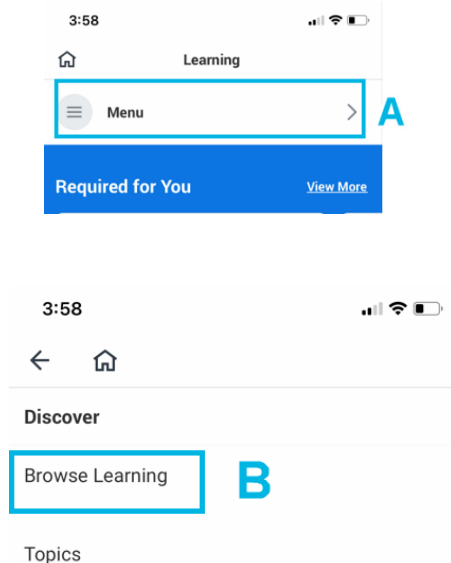 3:58
Learning
Menu
A
Required for You View More
3:58
Discover
Browse Learning
B
Topics